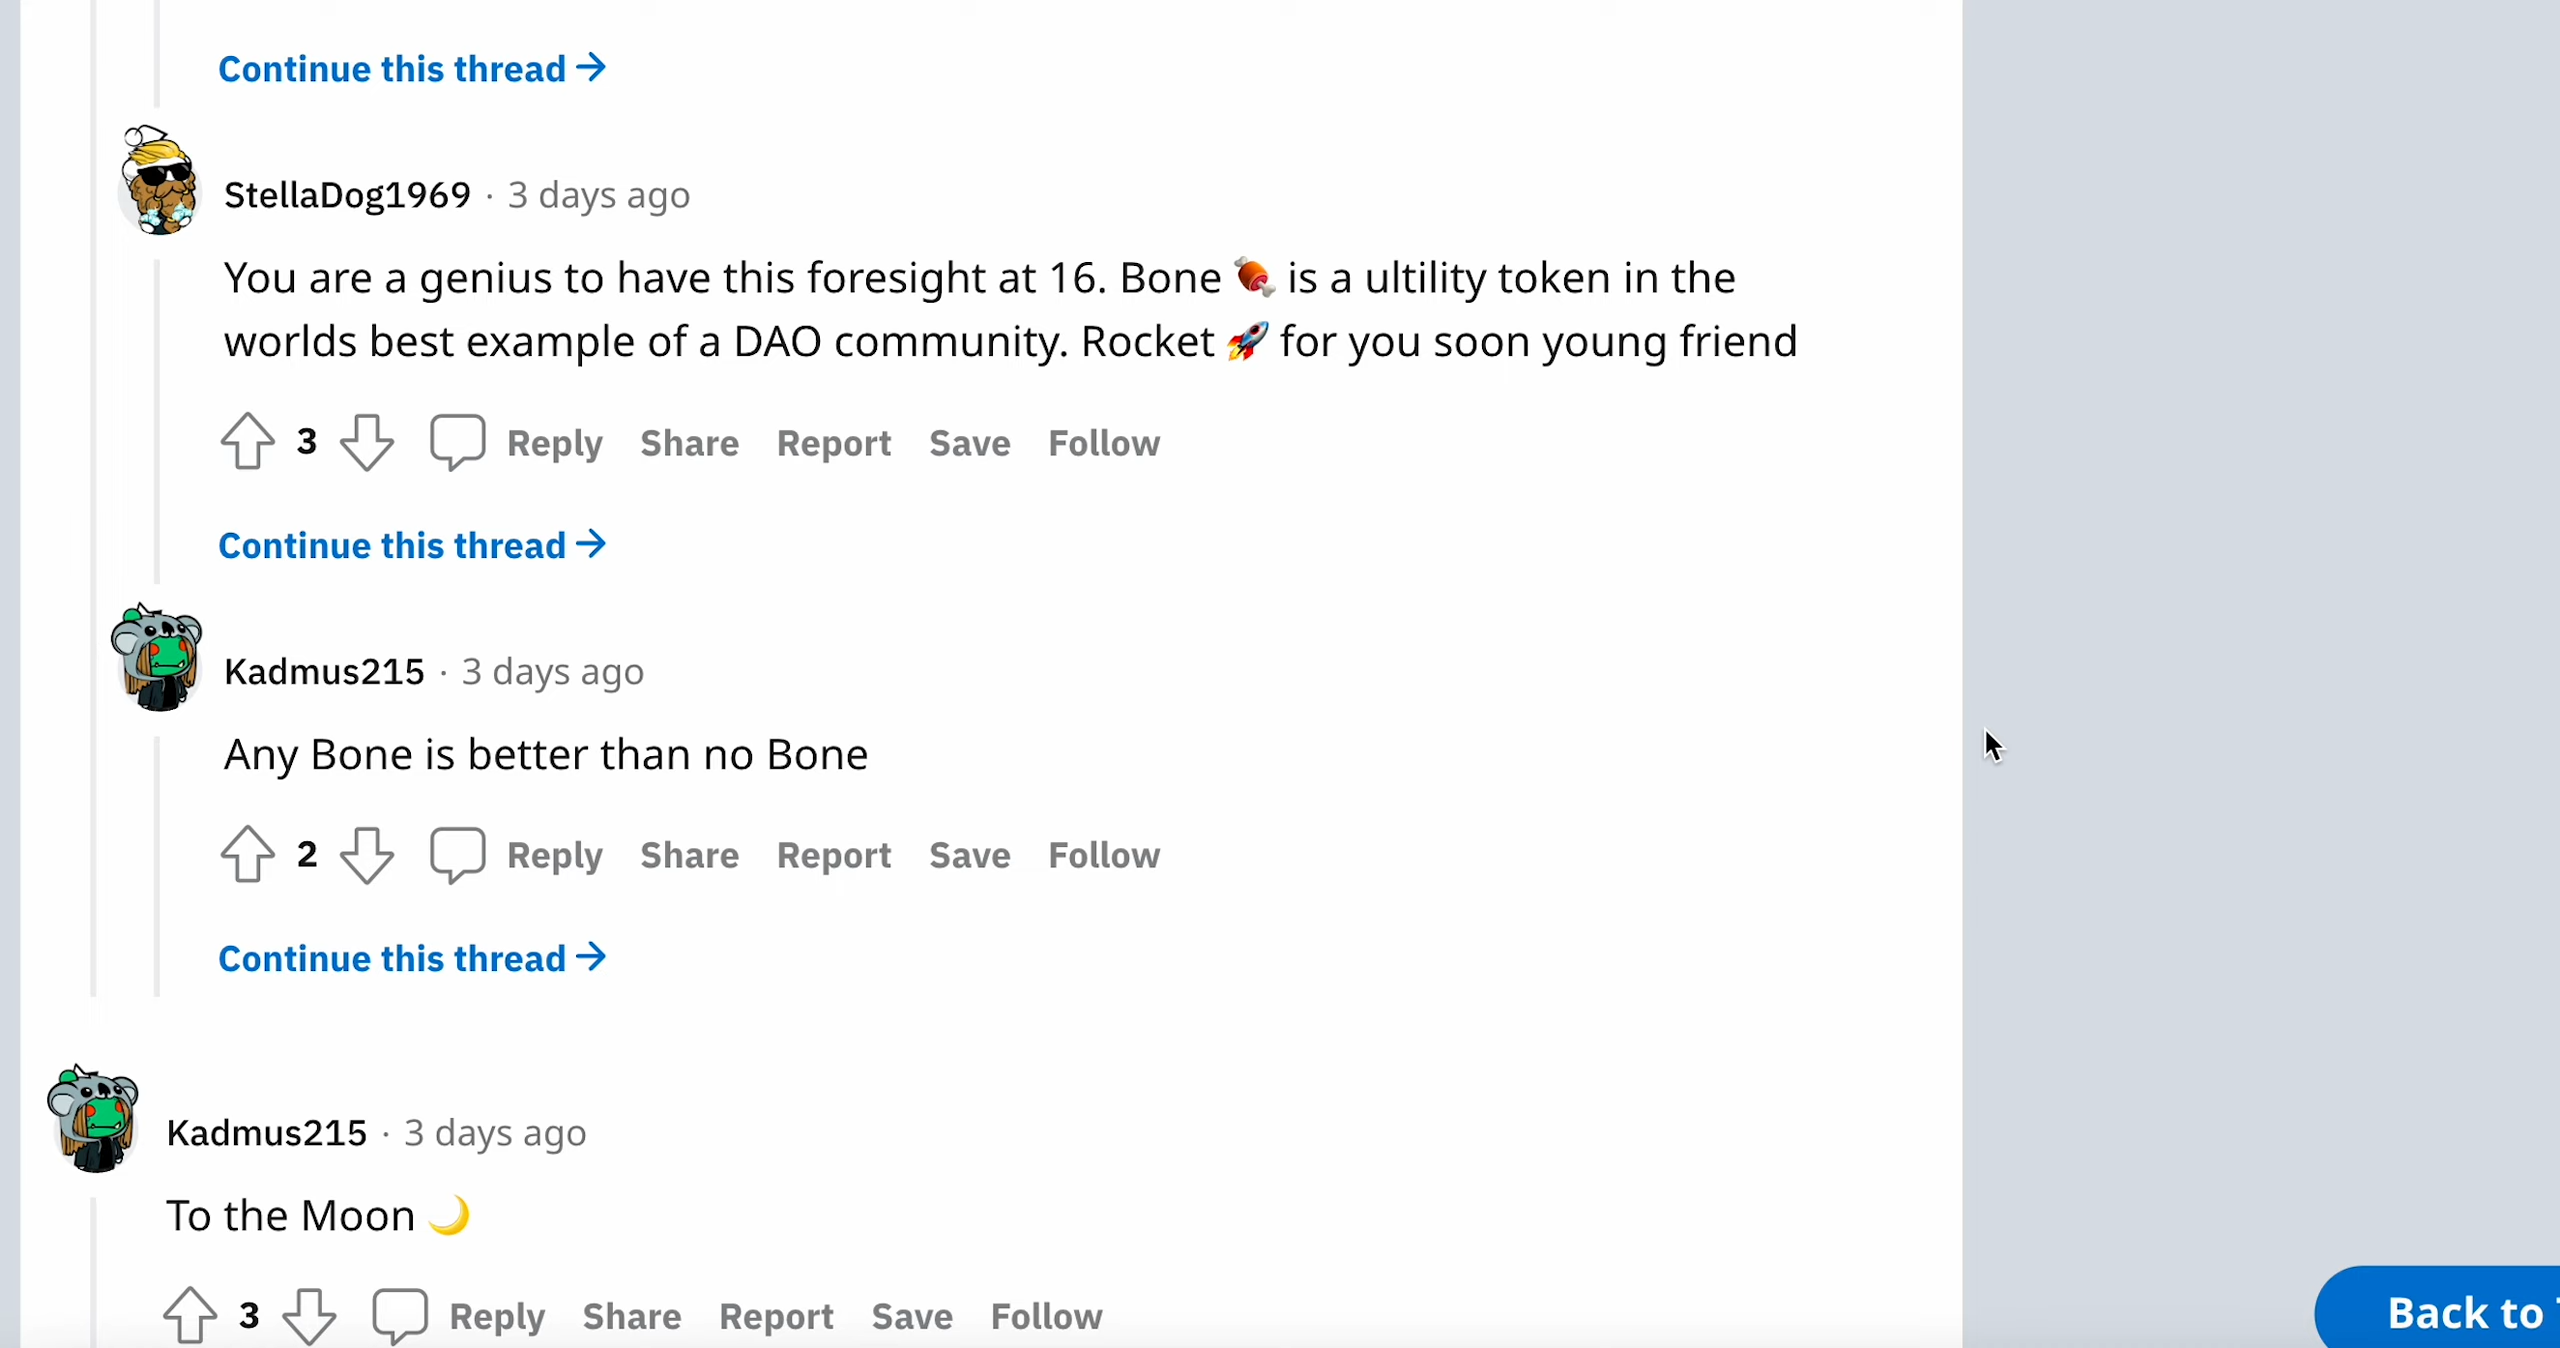 Continue this thread →
StellaDog1969 · 3 days ago
You are a genius to have this foresight at 16. Bone 🍖 is a ultility token in the
worlds best example of a DAO community. Rocket 🚀 for you soon young friend
3 Reply Share Report Save Follow
Continue this thread →
Kadmus215 · 3 days ago
Any Bone is better than no Bone
2 Reply Share Report Save Follow
Continue this thread →
Kadmus215 · 3 days ago
To the Moon 🌙
3 Reply Share Report Save Follow
Back to